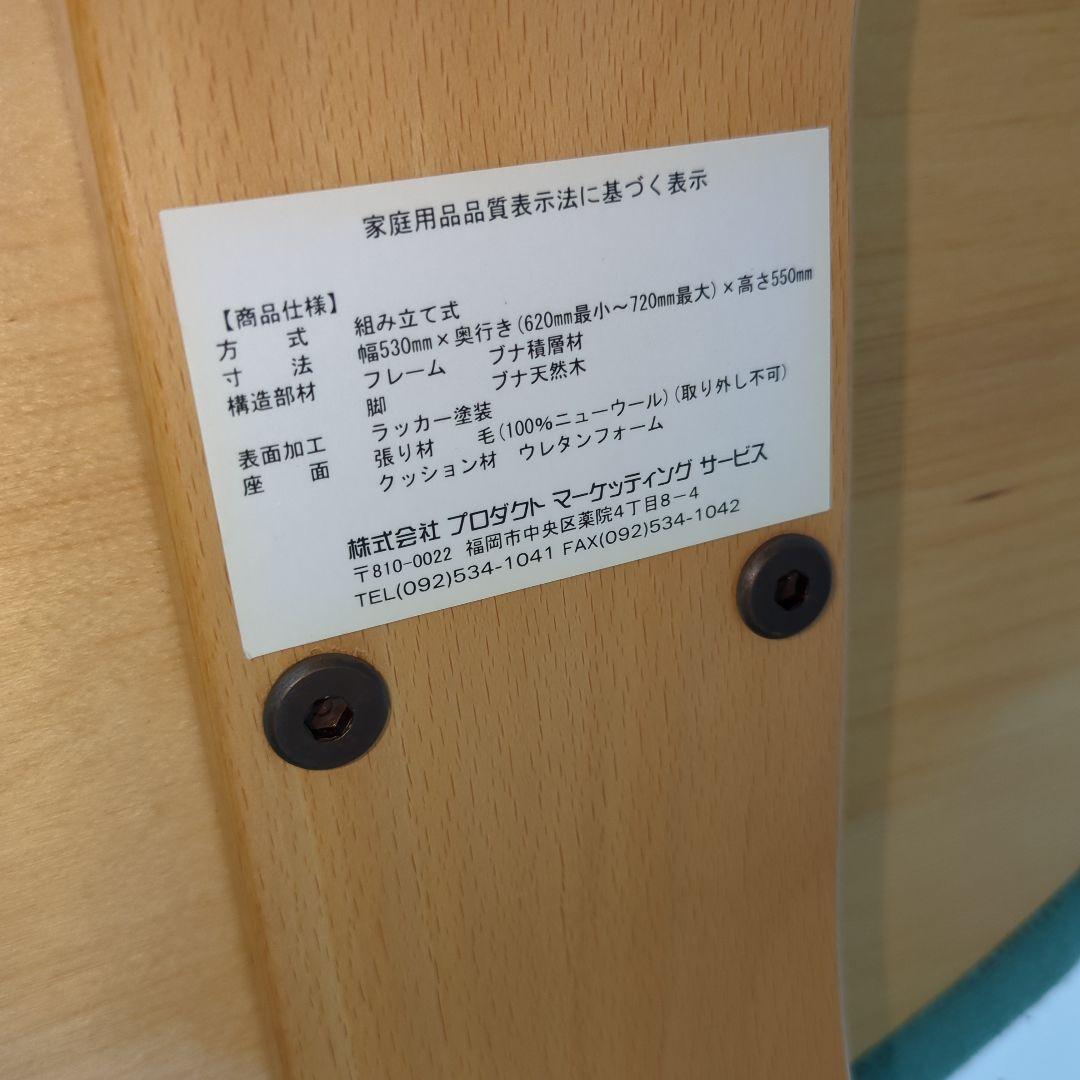 家庭用品品質表示法に基づく表示
【商品仕様】
方 式 組み立て式
寸 法 幅530mm×奥行き(620mm最小～720mm最大)×高さ550mm
構造部材 フレーム ブナ積層材
脚 ブナ天然木
表面加工 ラッカー塗装
座 面 張り材 毛(100%ニューウール)(取り外し不可)
クッション材 ウレタンフォーム
株式会社 プロダクト マーケッティング サービス
〒810-0022 福岡市中央区薬院4丁目8-4
TEL(092)534-1041 FAX(092)534-1042